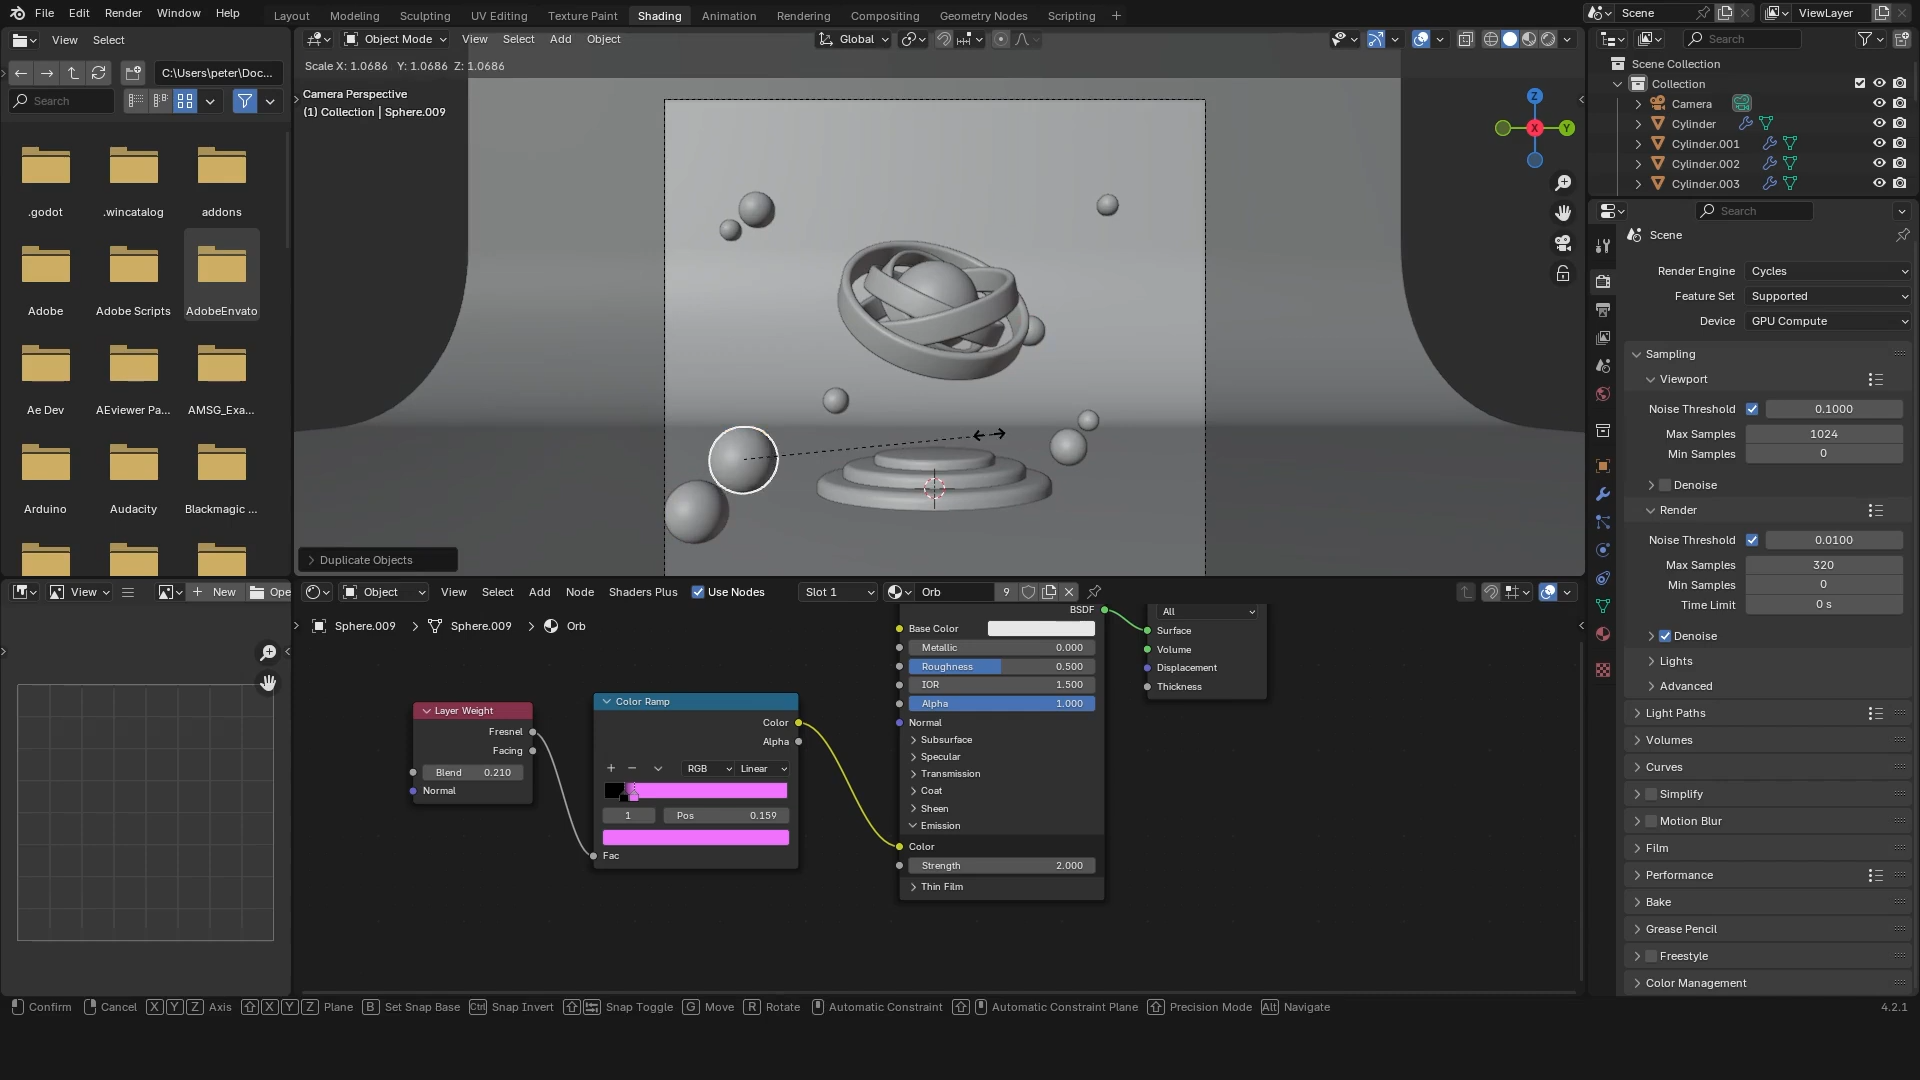 File Edit Render Window Help
Layout Modeling Sculpting UV Editing Texture Paint Shading Animation Rendering Compositing Geometry Nodes Scripting +
Scene
ViewLayer
View Select
C:\Users\peter\Doc...
Search
.godot .wincatalog addons
Adobe Adobe Scripts AdobeEnvato
Ae Dev AEviewer Pa... AMSG_Exa...
Arduino Audacity Blackmagic ...
Object Mode View Select Add Object
Global
Scale X: 1.0686 Y: 1.0686 Z: 1.0686
Camera Perspective
(1) Collection | Sphere.009
Z
X
Y
Duplicate Objects
Search
Scene Collection
Collection
Camera
Cylinder
Cylinder.001
Cylinder.002
Cylinder.003
Search
Scene
Render Engine Cycles
Feature Set Supported
Device GPU Compute
Sampling
Viewport
Noise Threshold 0.1000
Max Samples 1024
Min Samples 0
Denoise
Render
Noise Threshold 0.0100
Max Samples 320
Min Samples 0
Time Limit 0 s
Denoise
Lights
Advanced
Light Paths
Volumes
Curves
Simplify
Motion Blur
Film
Performance
Bake
Grease Pencil
Freestyle
Color Management
View
New
Ope
Object View Select Add Node Shaders Plus Use Nodes Slot 1 Orb 9
Sphere.009 > Sphere.009 > Orb
Layer Weight
Fresnel
Facing
Blend 0.210
Normal
Color Ramp
Color
Alpha
RGB Linear
1 Pos 0.159
Fac
BSDF
Base Color
Metallic 0.000
Roughness 0.500
IOR 1.500
Alpha 1.000
Normal
Subsurface
Specular
Transmission
Coat
Sheen
Emission
Color
Strength 2.000
Thin Film
All
Surface
Volume
Displacement
Thickness
Confirm Cancel X Y Z Axis X Y Z Plane B Set Snap Base Ctrl Snap Invert Snap Toggle G Move R Rotate Automatic Constraint Automatic Constraint Plane Precision Mode Alt Navigate
4.2.1